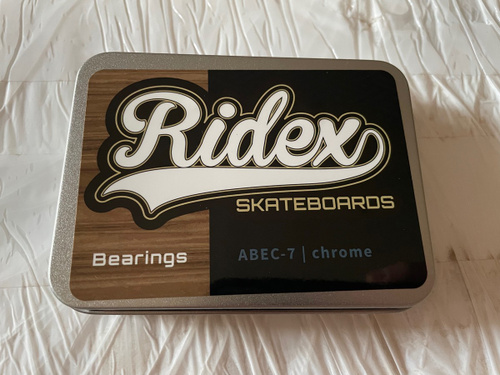 Ridex
SKATEBOARDS
Bearings
ABEC-7 | chrome